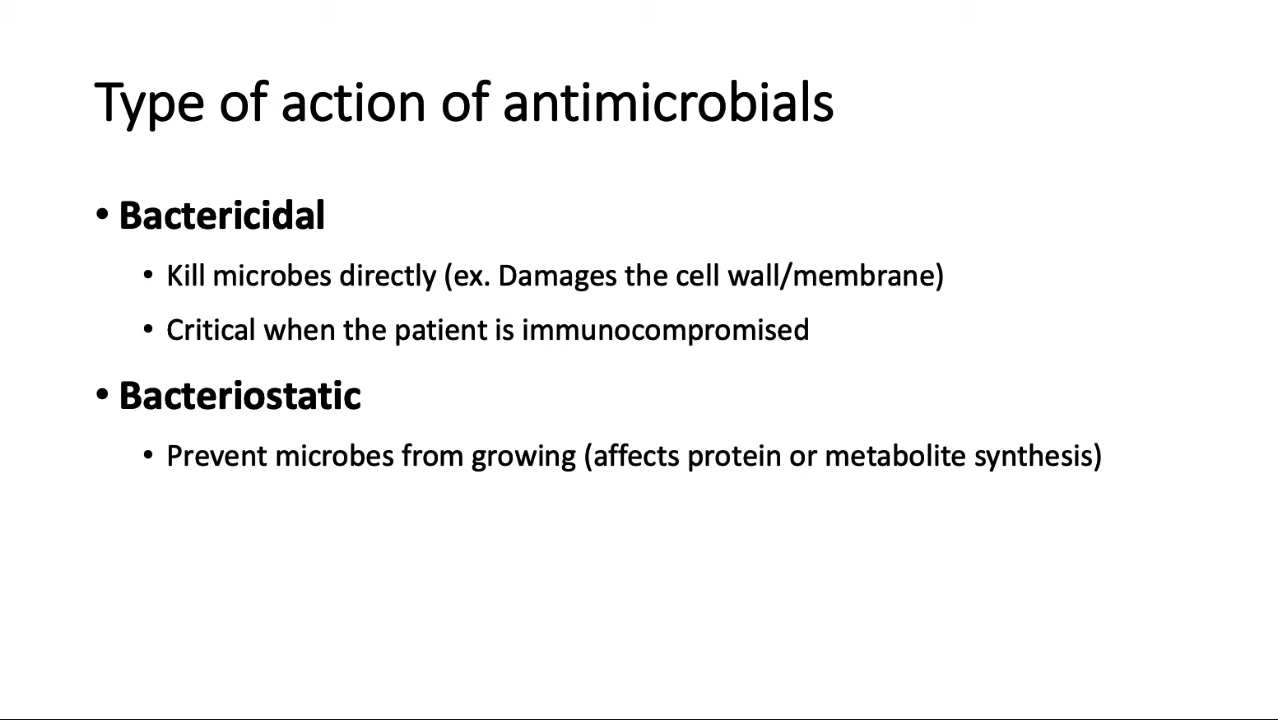 Type of action of antimicrobials
• Bactericidal
• Kill microbes directly (ex. Damages the cell wall/membrane)
• Critical when the patient is immunocompromised
• Bacteriostatic
• Prevent microbes from growing (affects protein or metabolite synthesis)